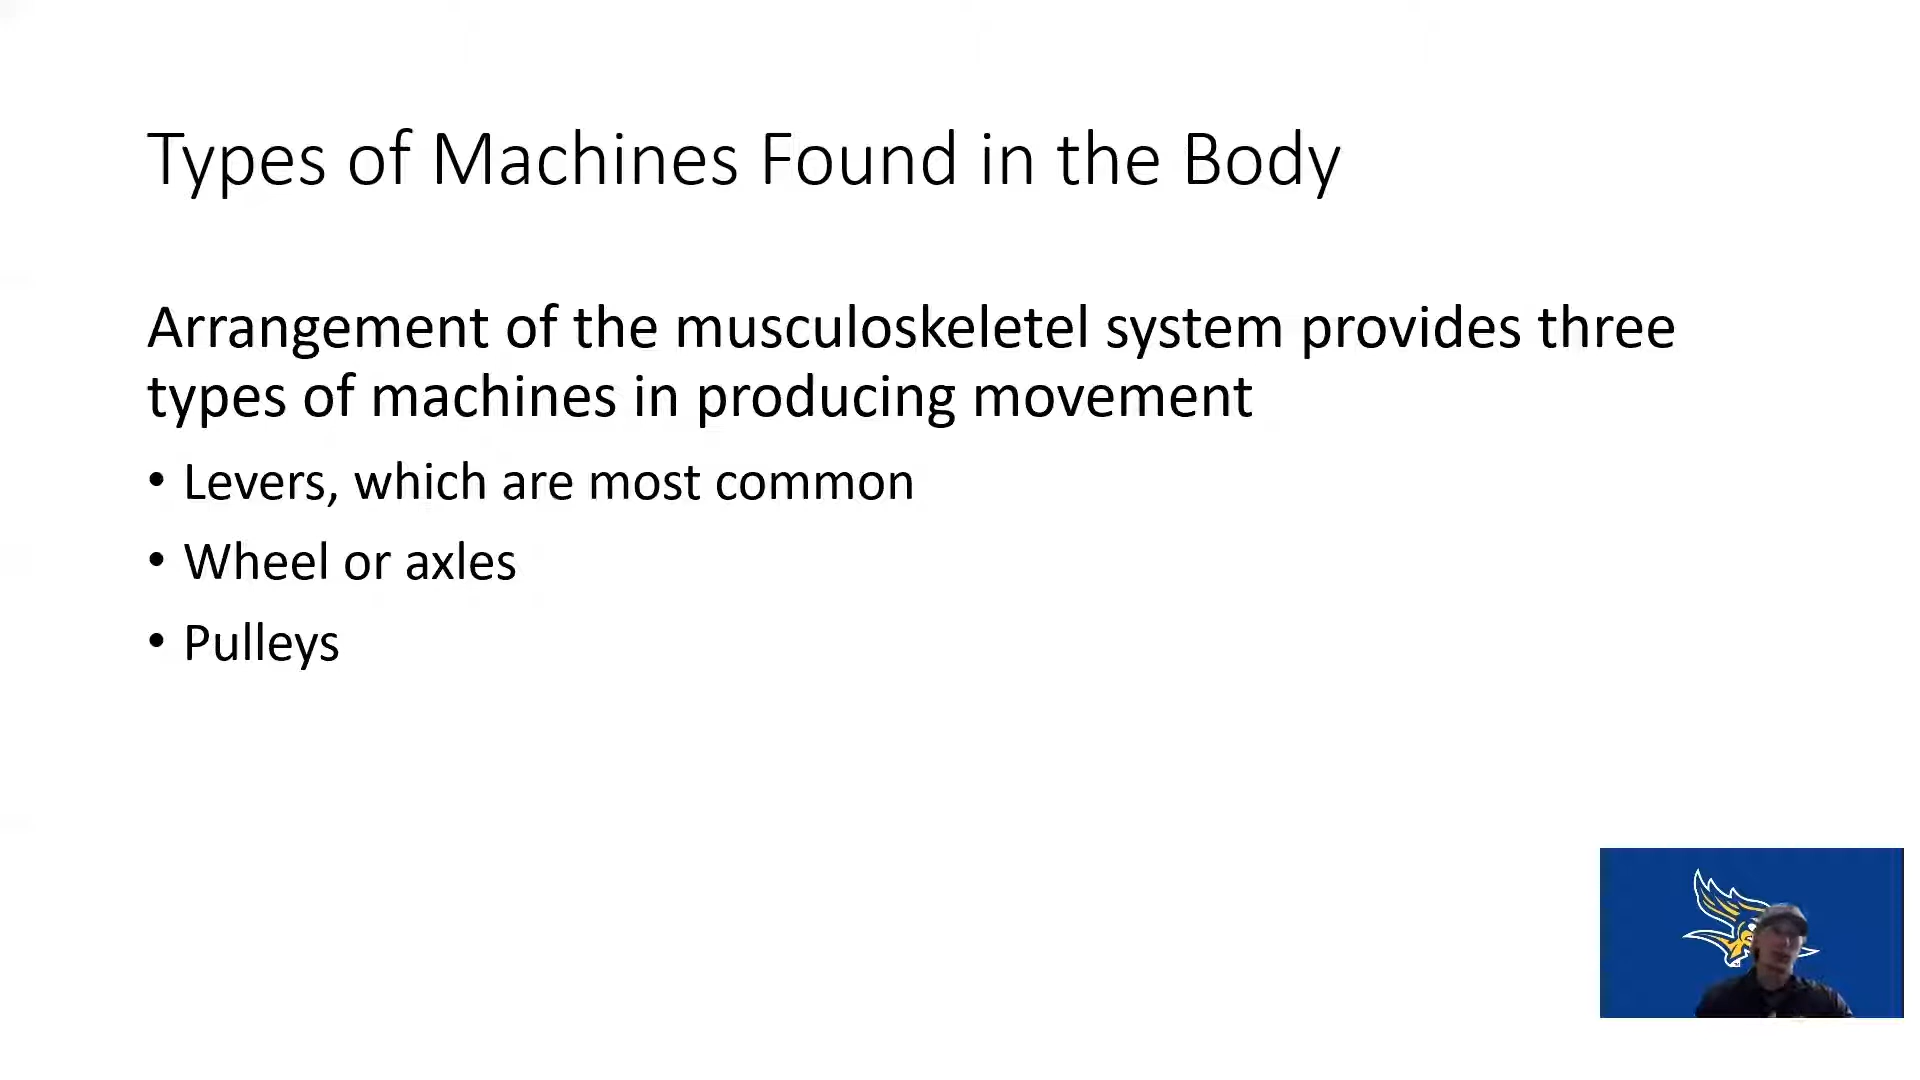 Types of Machines Found in the Body
Arrangement of the musculoskeletel system provides three
types of machines in producing movement
• Levers, which are most common
• Wheel or axles
• Pulleys